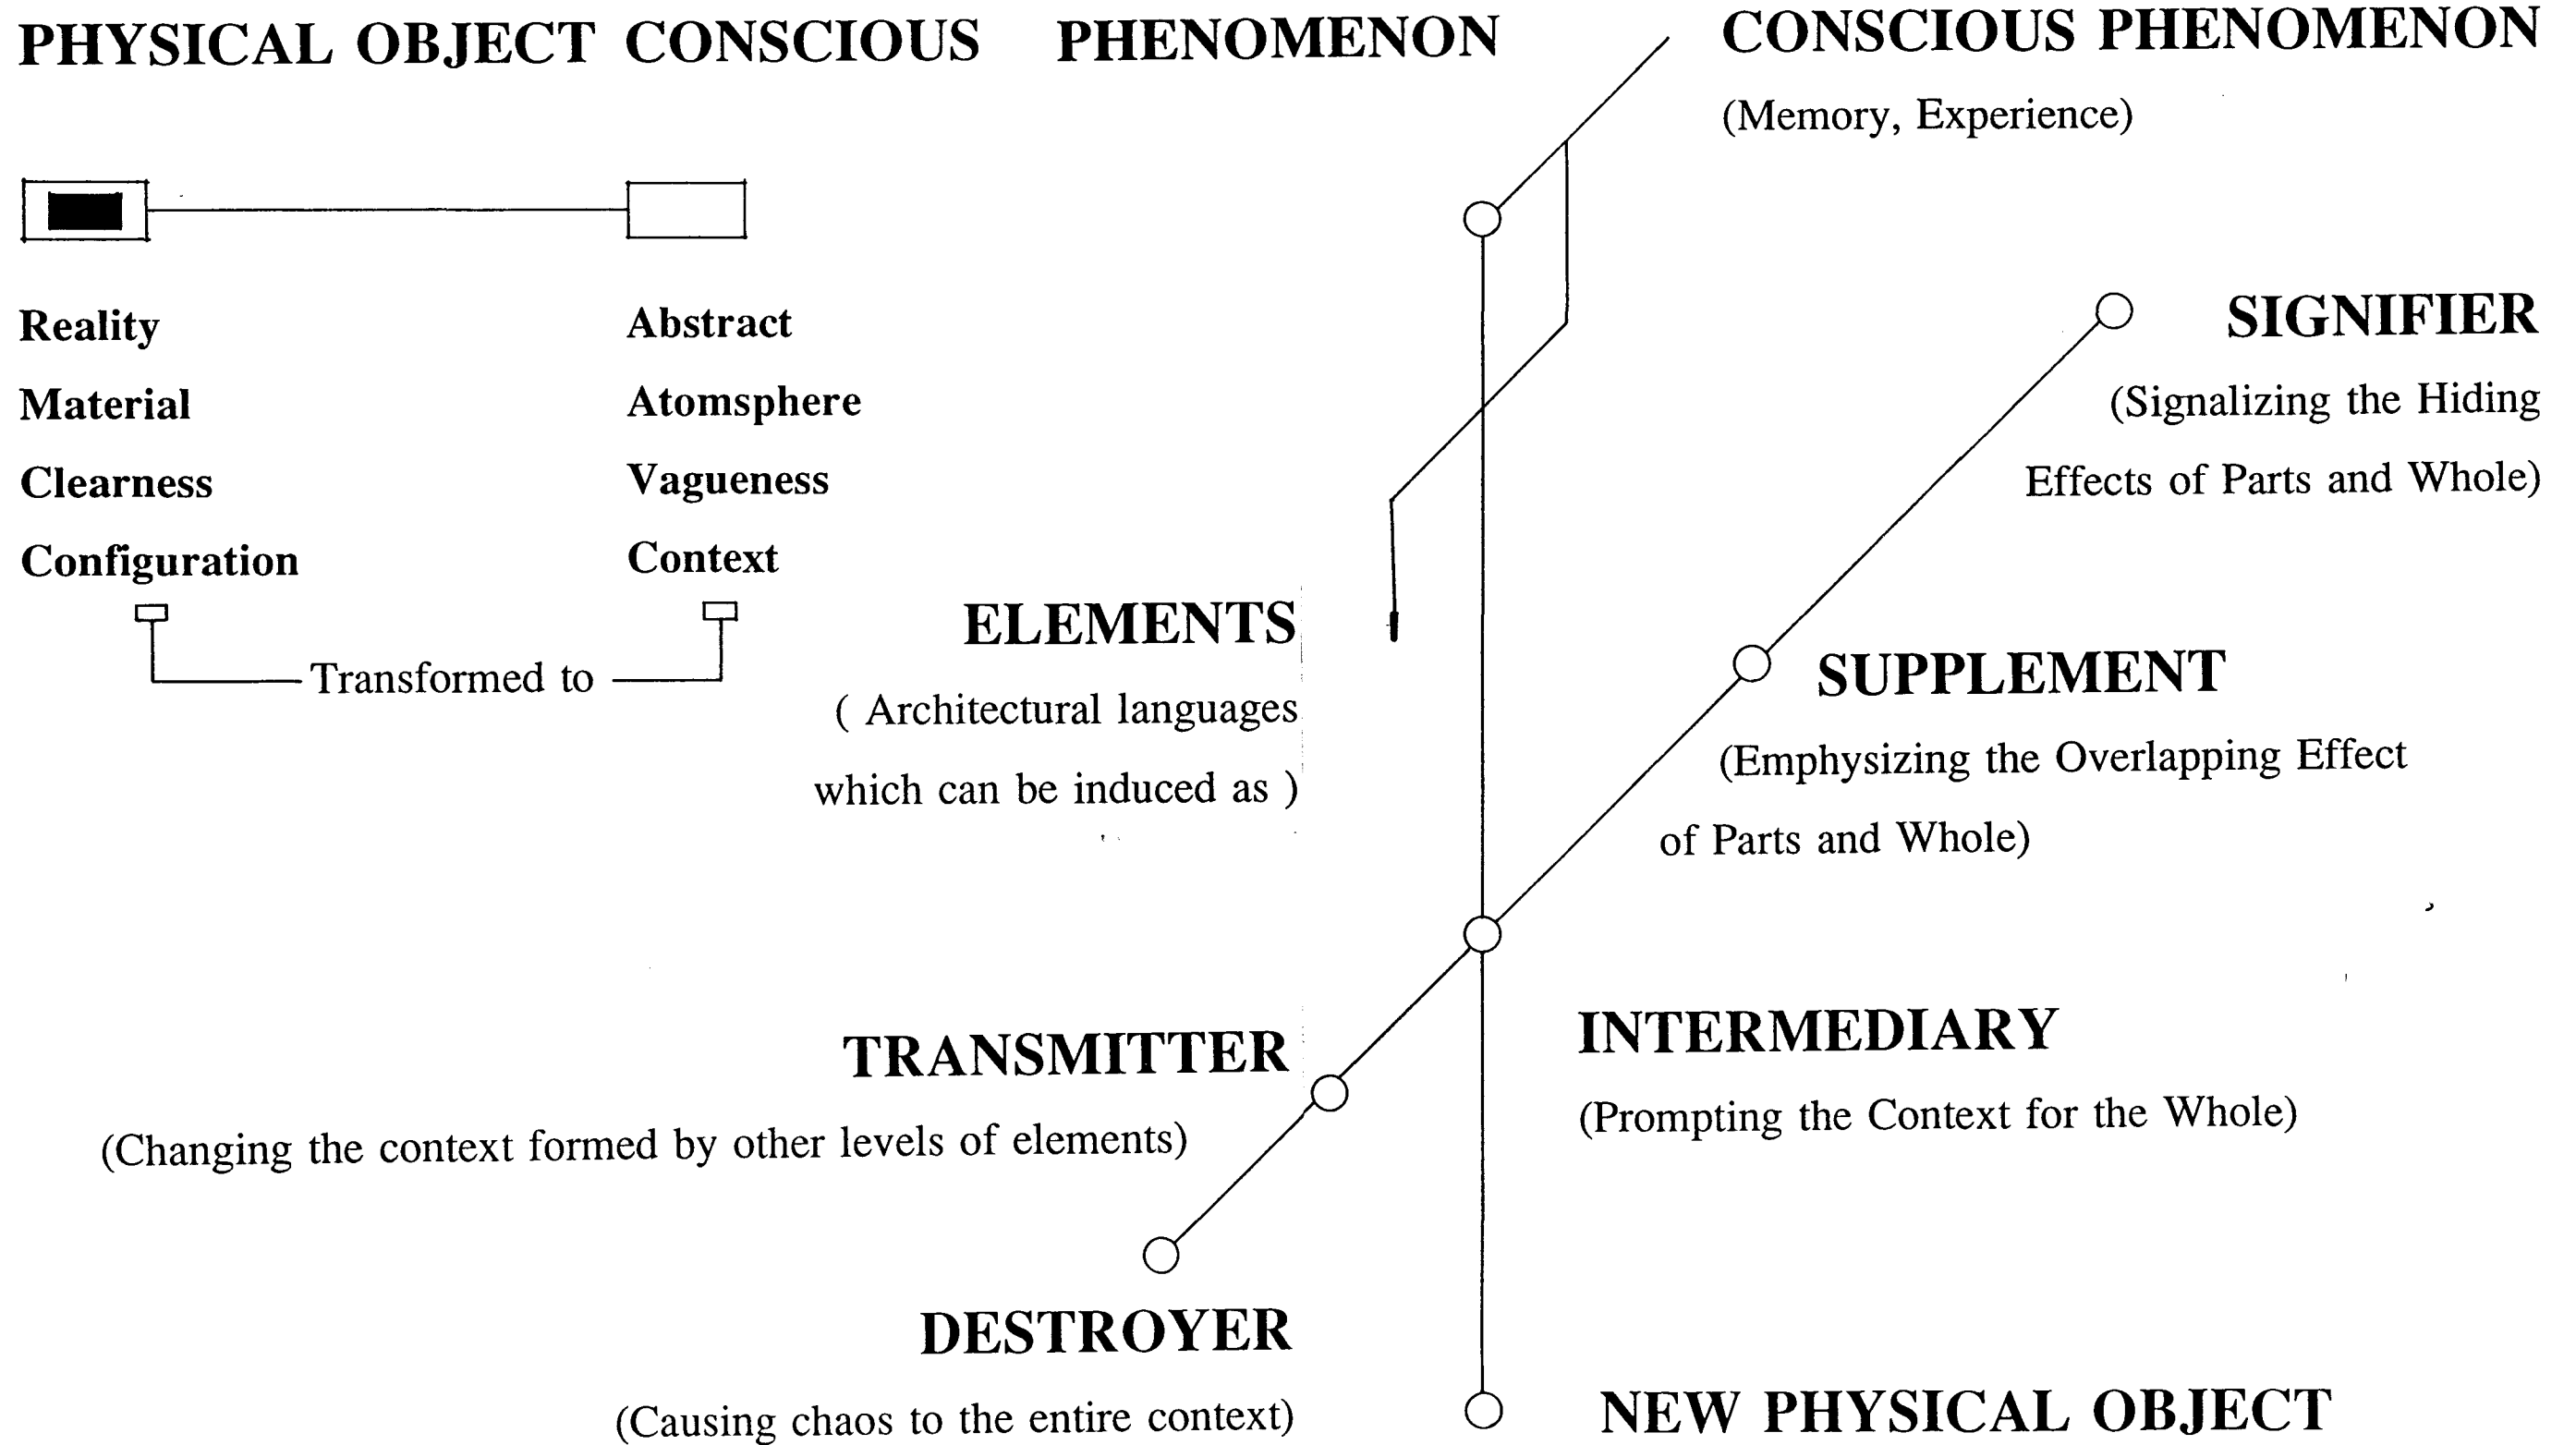 PHYSICAL OBJECT CONSCIOUS PHENOMENON
Reality
Material
Clearness
Configuration
Abstract
Atomsphere
Vagueness
Context
Transformed to
CONSCIOUS PHENOMENON
(Memory, Experience)
SIGNIFIER
(Signalizing the Hiding
Effects of Parts and Whole)
ELEMENTS
( Architectural languages
which can be induced as )
SUPPLEMENT
(Emphysizing the Overlapping Effect
of Parts and Whole)
INTERMEDIARY
(Prompting the Context for the Whole)
TRANSMITTER
(Changing the context formed by other levels of elements)
DESTROYER
(Causing chaos to the entire context)
NEW PHYSICAL OBJECT